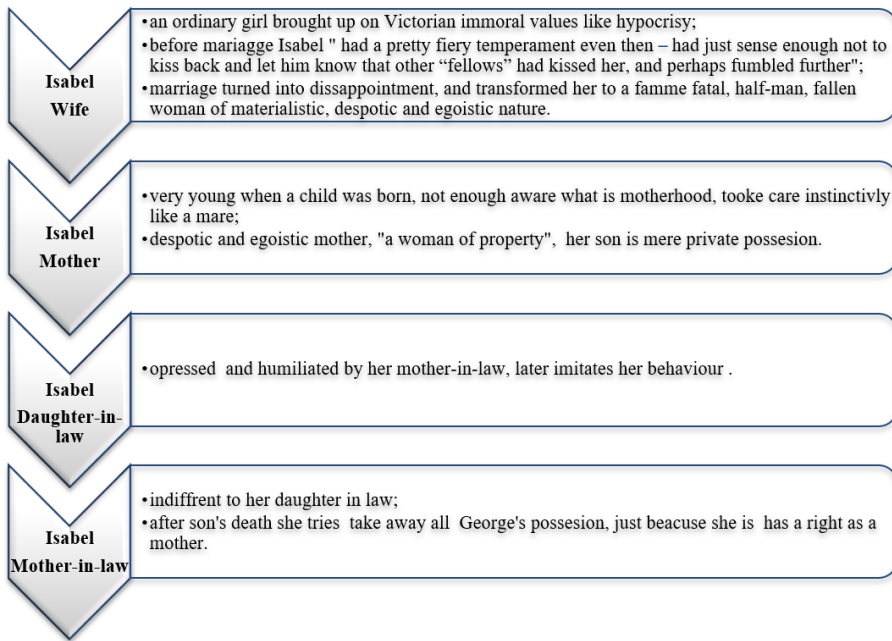 Isabel
Wife
•an ordinary girl brought up on Victorian immoral values like hypocrisy;
•before mariagge Isabel " had a pretty fiery temperament even then – had just sense enough not to
kiss back and let him know that other “fellows” had kissed her, and perhaps fumbled further";
•marriage turned into dissappointment, and transformed her to a famme fatal, half-man, fallen
woman of materialistic, despotic and egoistic nature.
Isabel
Mother
•very young when a child was born, not enough aware what is motherhood, tooke care instinctivly
like a mare;
•despotic and egoistic mother, "a woman of property", her son is mere private possesion.
Isabel
Daughter-in-
law
•opressed and humiliated by her mother-in-law, later imitates her behaviour .
Isabel
Mother-in-law
•indiffrent to her daughter in law;
•after son's death she tries take away all George's possesion, just beacuse she is has a right as a
mother.